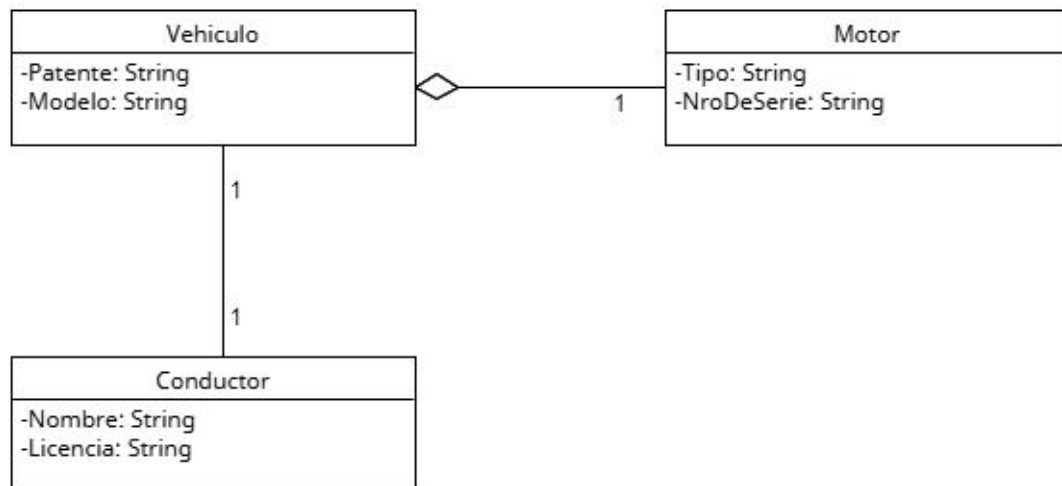 Vehiculo
-Patente: String
-Modelo: String
Motor
-Tipo: String
-NroDeSerie: String
1
1
1
Conductor
-Nombre: String
-Licencia: String